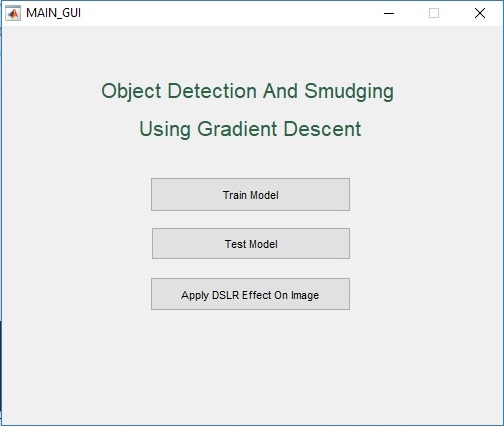 MAIN_GUI
Object Detection And Smudging
Using Gradient Descent
Train Model
Test Model
Apply DSLR Effect On Image